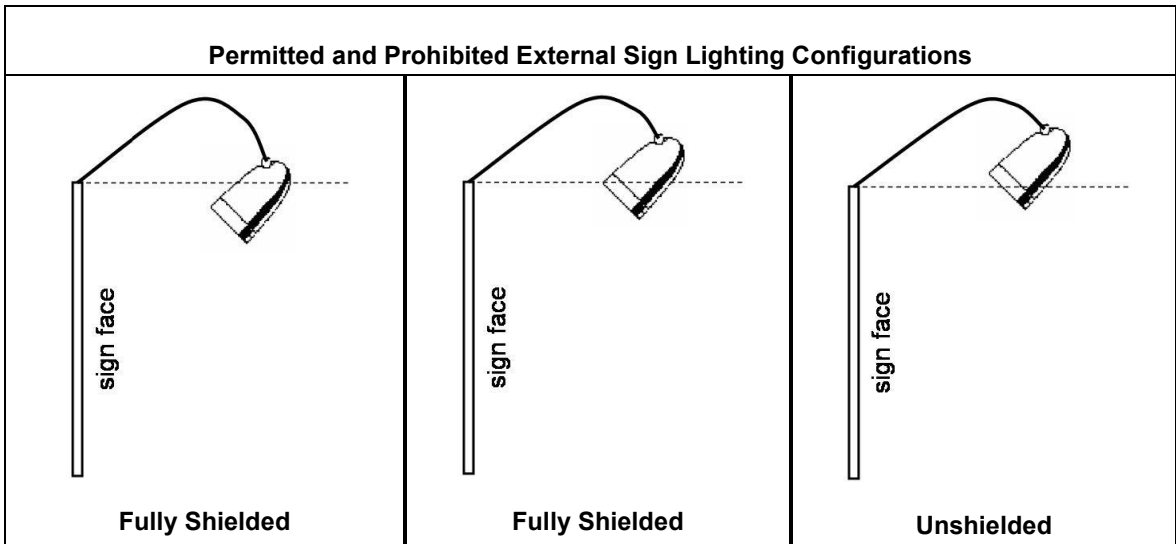 Permitted and Prohibited External Sign Lighting Configurations
sign face
Fully Shielded
sign face
Fully Shielded
sign face
Unshielded